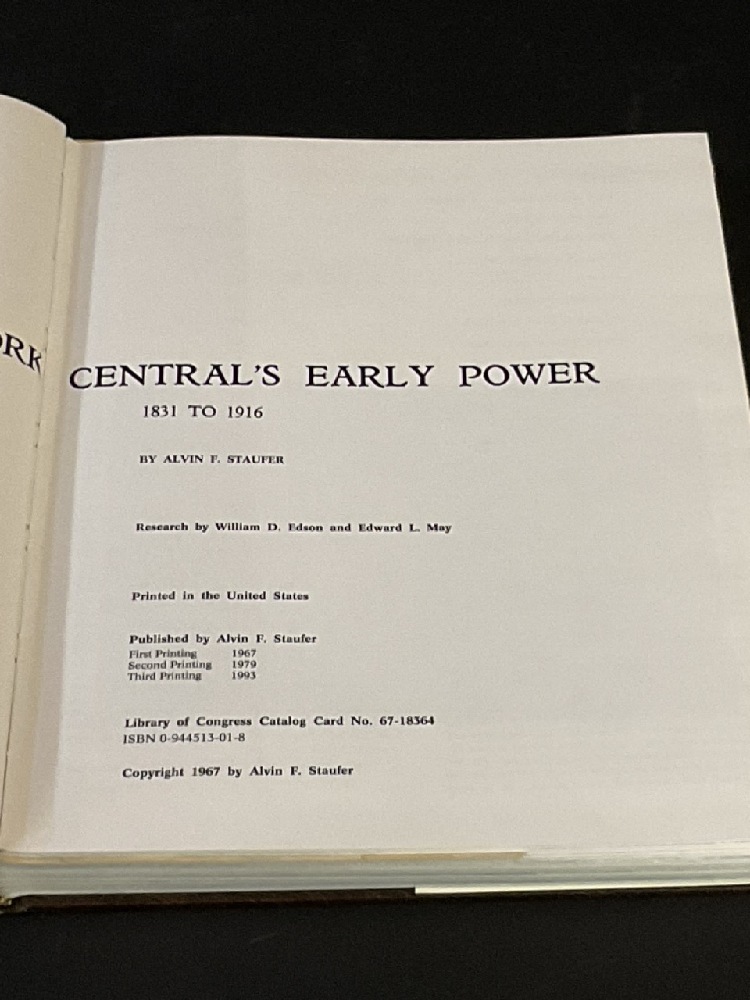 ORK CENTRAL'S EARLY POWER
1831 TO 1916
BY ALVIN F. STAUFER
Research by William D. Edson and Edward L. May
Printed in the United States
Published by Alvin F. Staufer
First Printing 1967
Second Printing 1979
Third Printing 1993
Library of Congress Catalog Card No. 67-18364
ISBN 0-944513-01-8
Copyright 1967 by Alvin F. Staufer